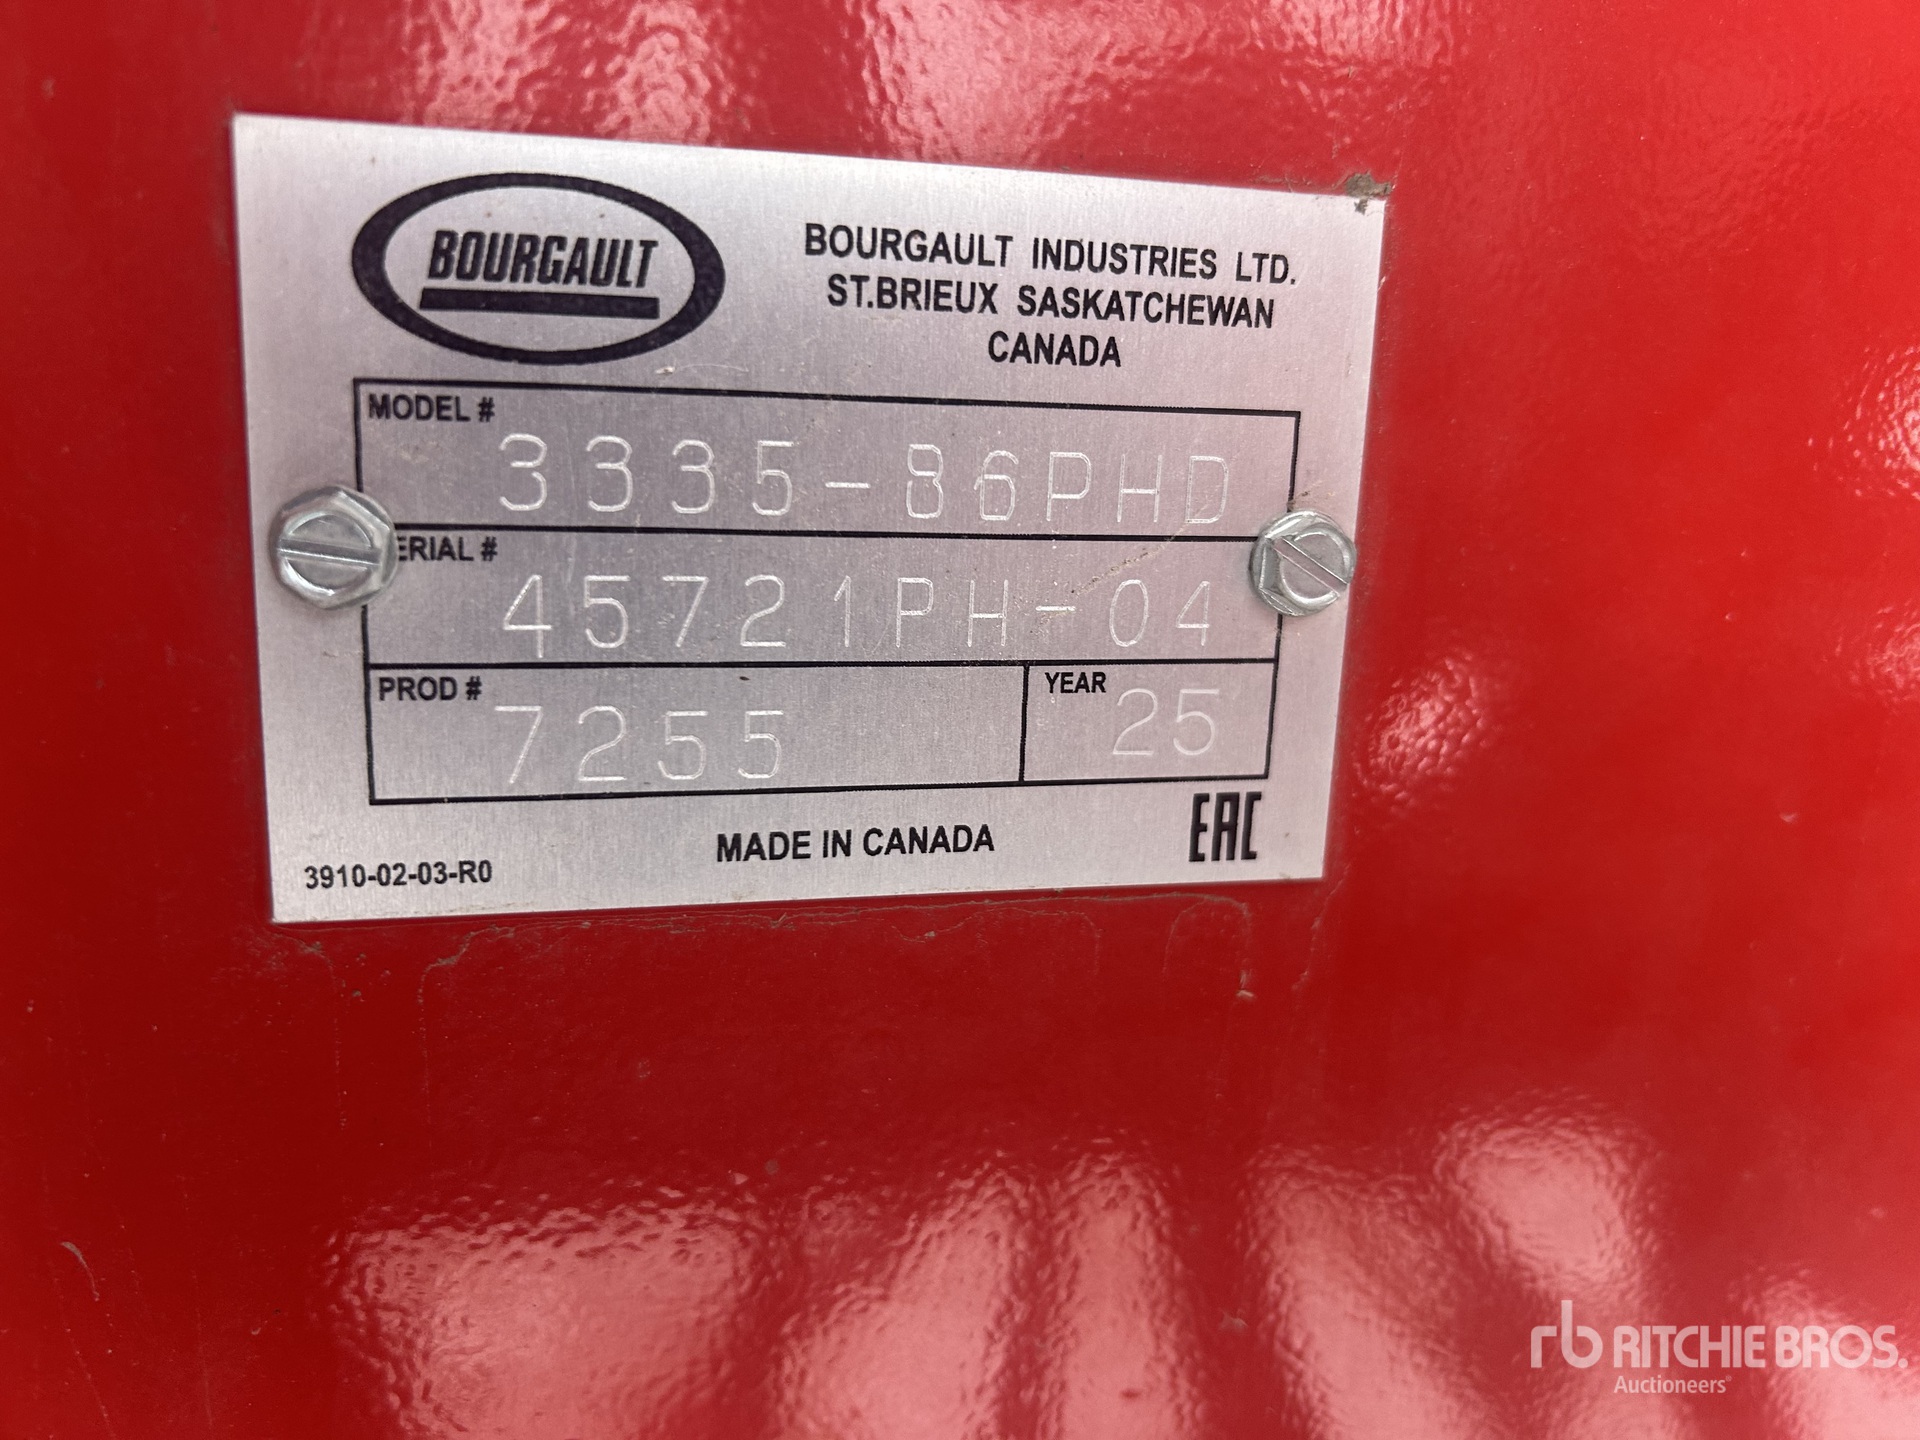 BOURGAULT
BOURGAULT INDUSTRIES LTD.
ST.BRIEUX SASKATCHEWAN
CANADA
MODEL #
3335-86PHD
ERIAL #
45721PH-04
PROD #
7255
YEAR
25
MADE IN CANADA
EAC
3910-02-03-R0
rb RITCHIE BROS.
Auctioneers